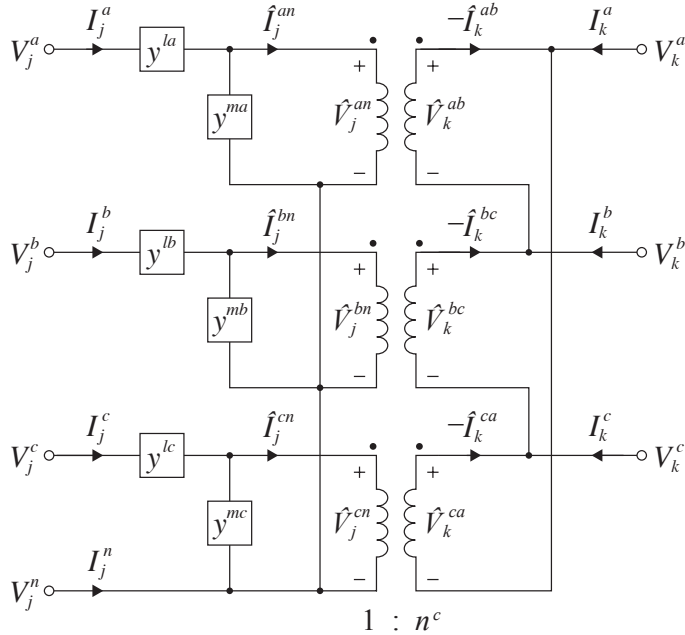 I_j^a y^{la} Î_j^{an} −Î_k^{ab} I_k^a
V_j^a + + V_k^a
y^{ma} V̂_j^{an} V̂_k^{ab}
− −
I_j^b y^{lb} Î_j^{bn} −Î_k^{bc} I_k^b
V_j^b + + V_k^b
y^{mb} V̂_j^{bn} V̂_k^{bc}
− −
I_j^c y^{lc} Î_j^{cn} −Î_k^{ca} I_k^c
V_j^c + + V_k^c
y^{mc} V̂_j^{cn} V̂_k^{ca}
I_j^n
V_j^n − −
1 : n^c